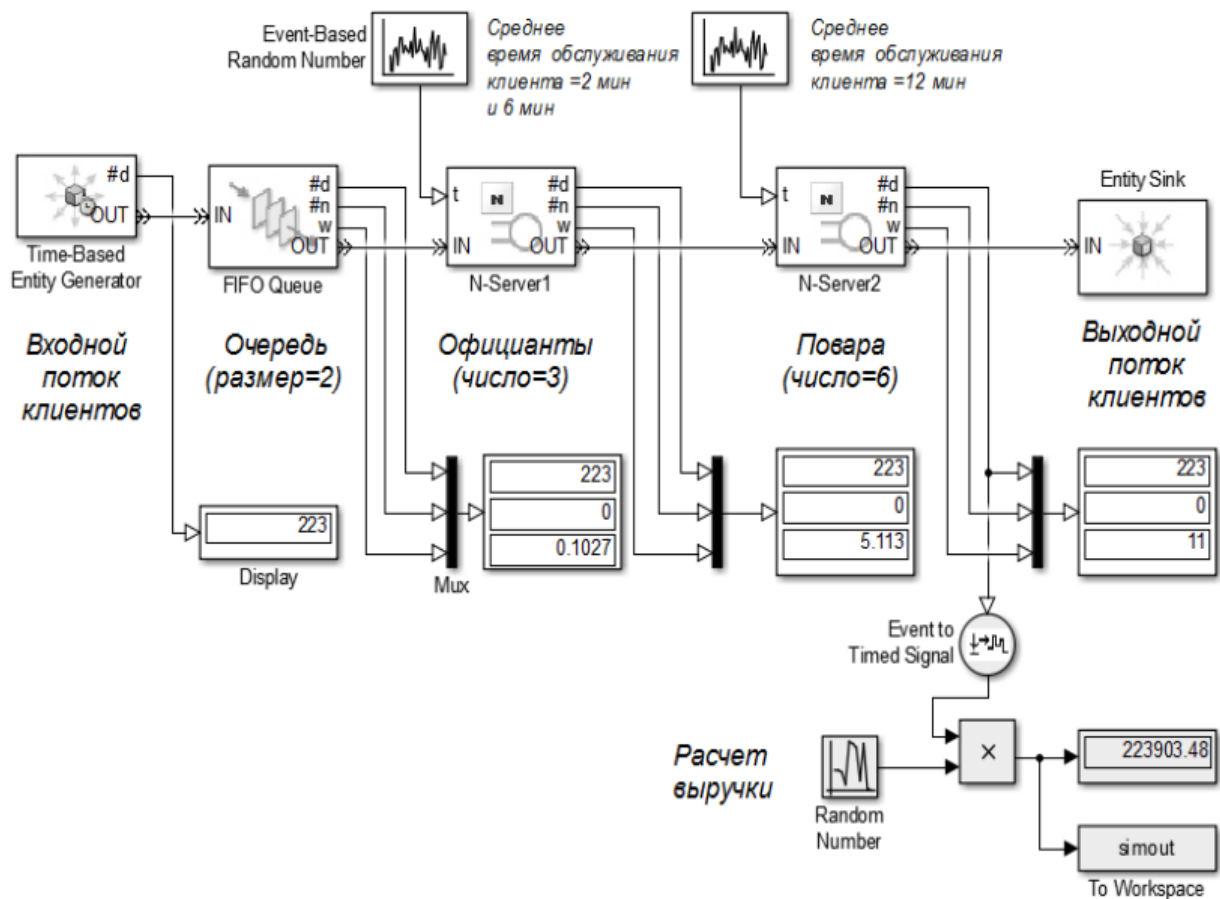 Event-Based
Random Number
Среднее
время обслуживания
клиента =2 мин
и 6 мин
Среднее
время обслуживания
клиента =12 мин
#d
OUT
Time-Based
Entity Generator
IN
#d
#n
w
OUT
FIFO Queue
t
IN
N
#d
#n
w
OUT
N-Server1
t
IN
N
#d
#n
w
OUT
N-Server2
Entity Sink
IN
Входной
поток
клиентов
Очередь
(размер=2)
Официанты
(число=3)
Повара
(число=6)
Выходной
поток
клиентов
223
Display
Mux
223
0
0.1027
223
0
5.113
223
0
11
Event to
Timed Signal
Расчет
выручки
Random
Number
×
223903.48
simout
To Workspace